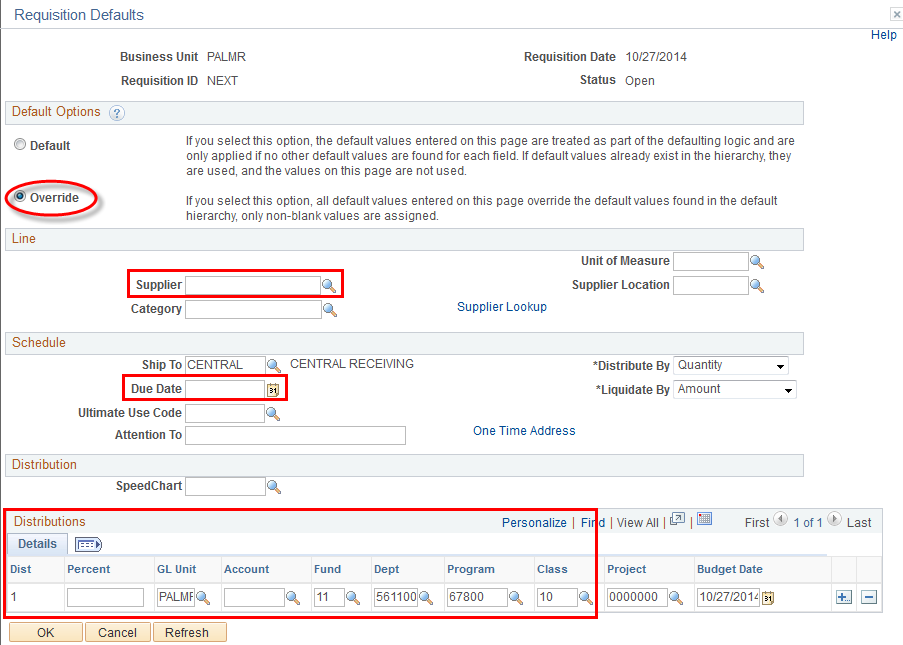 Requisition Defaults
Help
Business Unit PALMR Requisition Date 10/27/2014
Requisition ID NEXT Status Open
Default Options ?
Default
If you select this option, the default values entered on this page are treated as part of the defaulting logic and are
only applied if no other default values are found for each field. If default values already exist in the hierarchy, they
are used, and the values on this page are not used.
Override
If you select this option, all default values entered on this page override the default values found in the default
hierarchy, only non-blank values are assigned.
Line
Unit of Measure
Supplier Supplier Location
Category Supplier Lookup
Schedule
Ship To CENTRAL CENTRAL RECEIVING *Distribute By Quantity
Due Date 31 *Liquidate By Amount
Ultimate Use Code
Attention To One Time Address
Distribution
SpeedChart
Distributions Personalize | Find | View All | | First 1 of 1 Last
Details
Dist Percent GL Unit Account Fund Dept Program Class Project Budget Date
1 PALMR 11 561100 67800 10 0000000 10/27/2014 31
OK Cancel Refresh